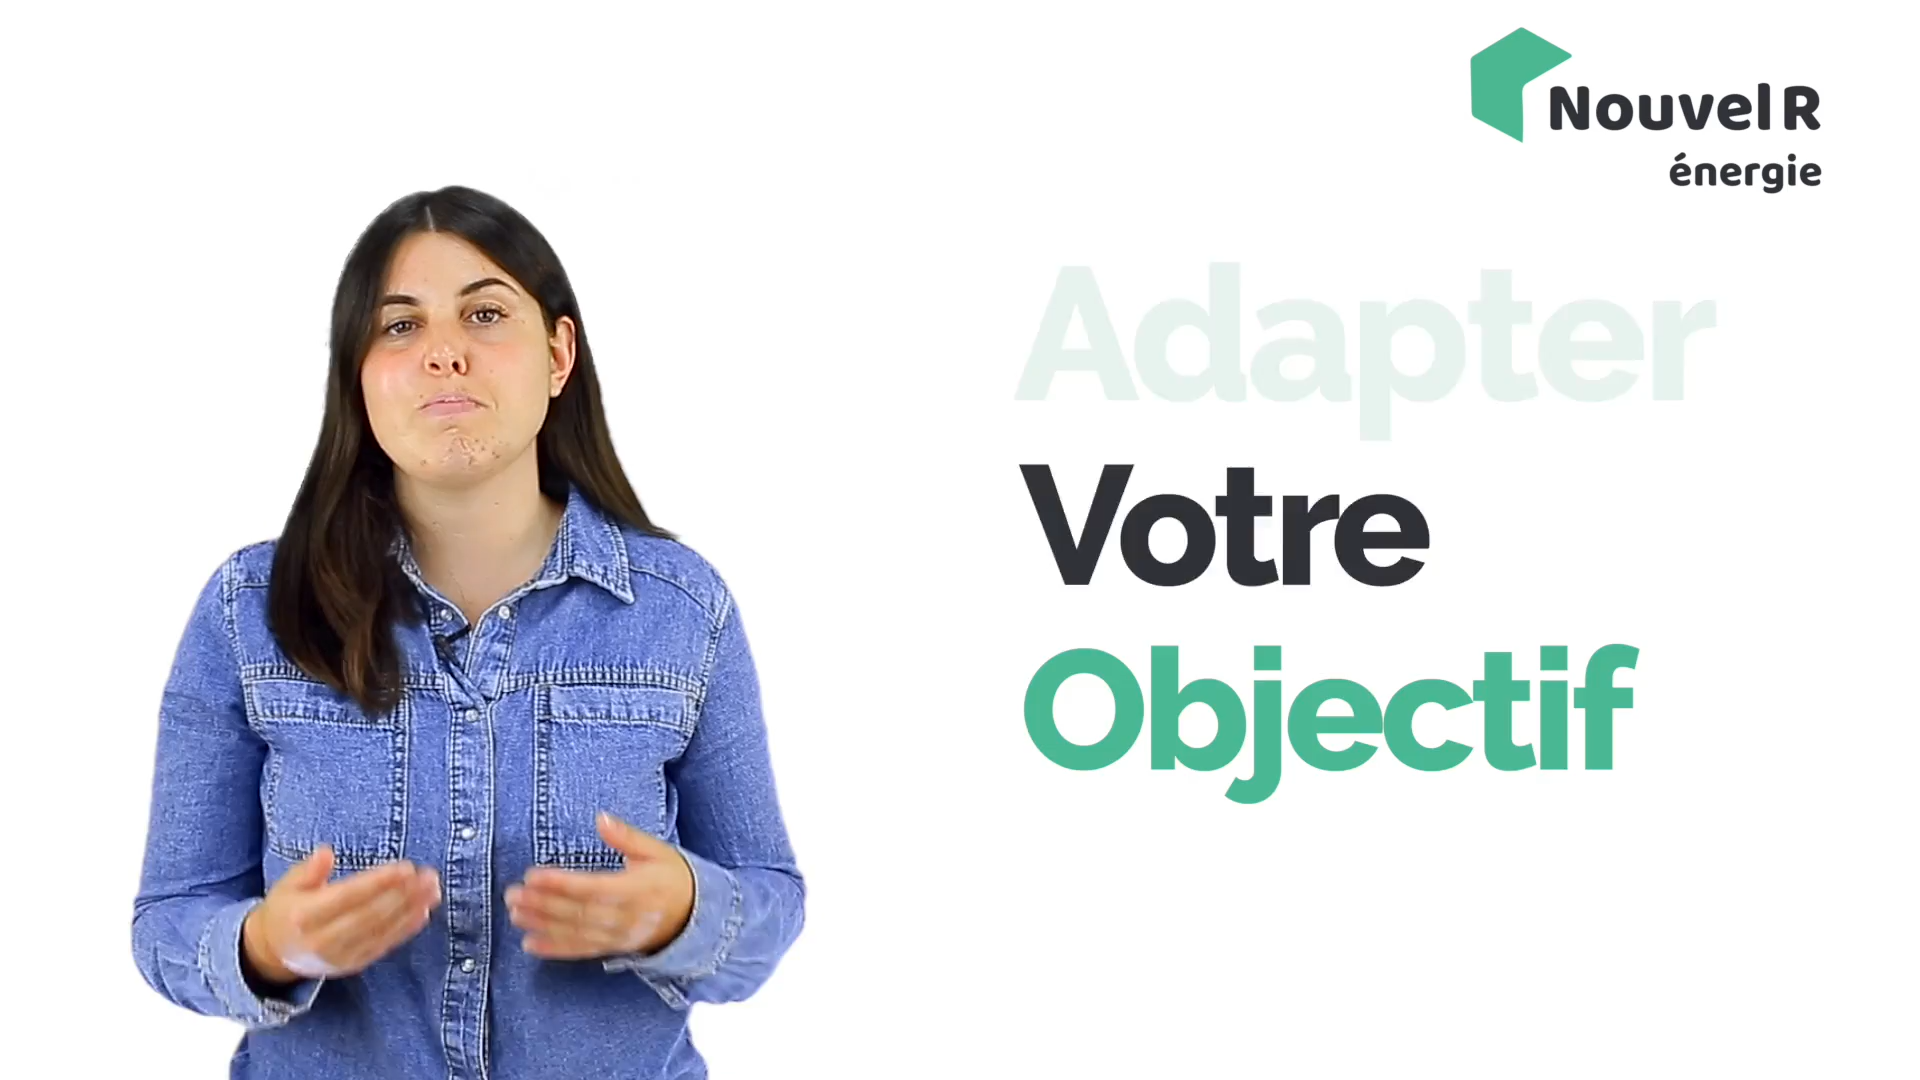 Nouvel R
énergie
Adapter
Votre
Objectif